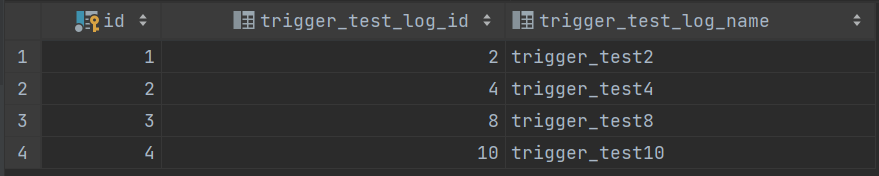 id trigger_test_log_id trigger_test_log_name
1 1 2 trigger_test2
2 2 4 trigger_test4
3 3 8 trigger_test8
4 4 10 trigger_test10